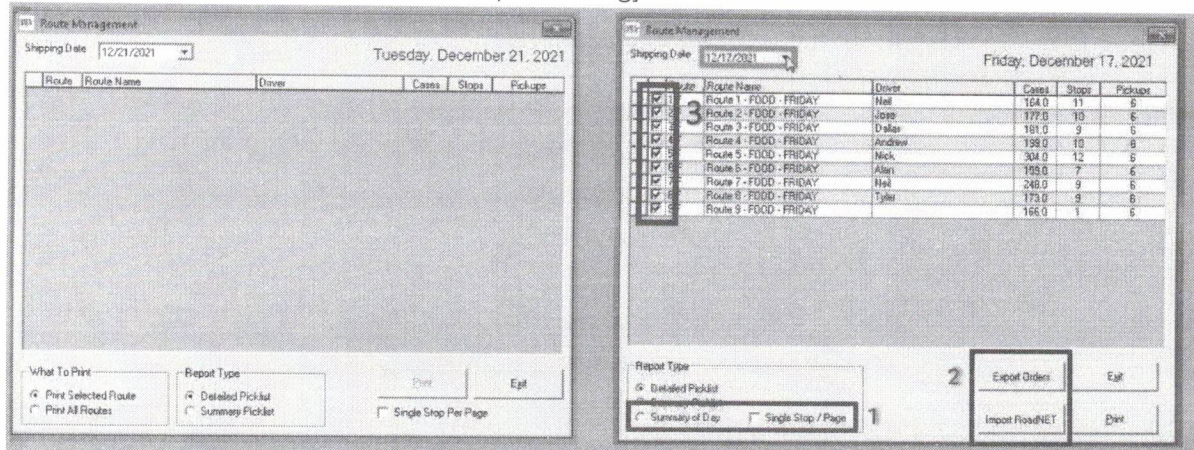 Route Management
Shipping Date 12/21/2021
Tuesday, December 21, 2021
Route Route Name Driver Cases Stops Pickups
What To Print
Print Selected Route
Print All Routes
Report Type
Detailed Picklist
Summary Picklist
Print
Exit
Single Stop Per Page
Route Management
Shipping Date 12/17/2021
Friday, December 17, 2021
Route Route Name Driver Cases Stops Pickups
1 Route 1 - FOOD - FRIDAY Neil 164.0 11 6
2 Route 2 - FOOD - FRIDAY Jose 177.0 10 6
Route 3 - FOOD - FRIDAY Dallas 181.0 9 6
Route 4 - FOOD - FRIDAY Andrew 199.0 10 6
Route 5 - FOOD - FRIDAY Nick 304.0 12 6
Route 6 - FOOD - FRIDAY Alan 7 6
Route 7 - FOOD - FRIDAY Neil 248.0 9 6
Route 8 - FOOD - FRIDAY Tyler 173.0 9 6
Route 9 - FOOD - FRIDAY 166.0 1 6
3
Report Type
Detailed Picklist
Summary Picklist
Summary of Day
Single Stop / Page
1
2
Export Orders
Exit
Import RoadNET
Print